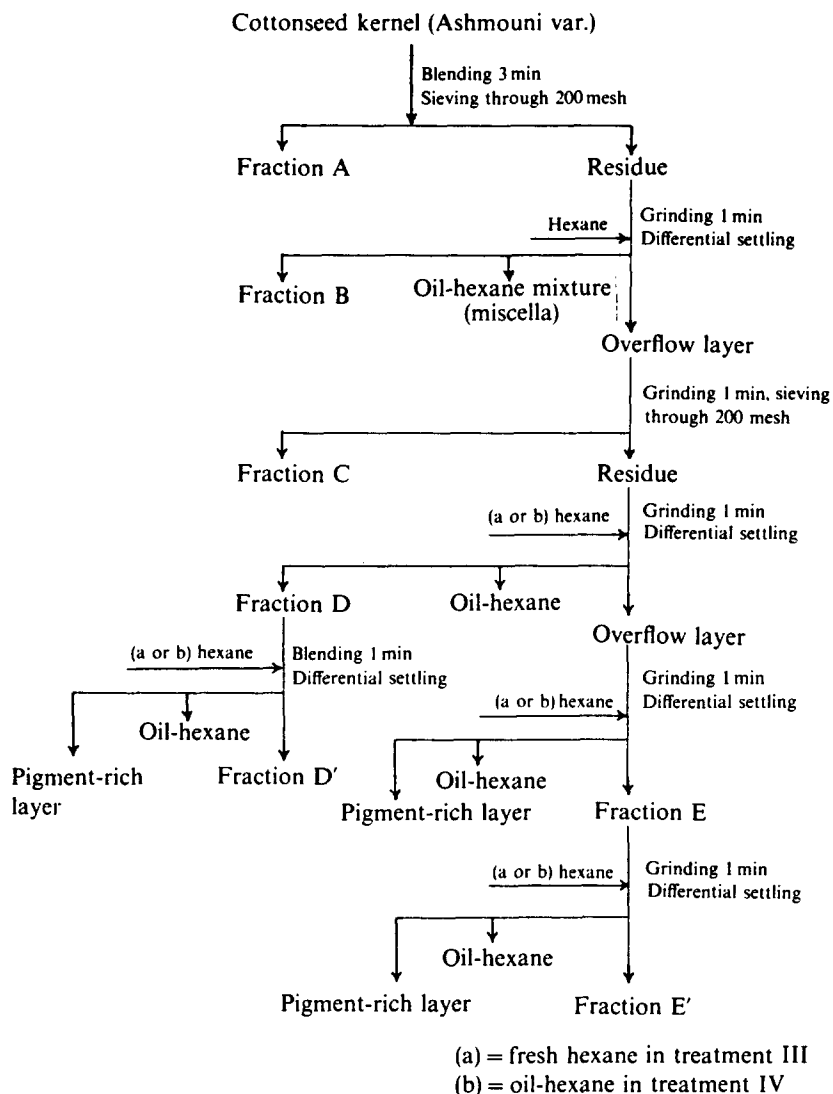 Cottonseed kernel (Ashmouni var.)
Blending 3 min
Sieving through 200 mesh
Fraction A
Residue
Hexane
Grinding 1 min
Differential settling
Fraction B
Oil-hexane mixture
(miscella)
Overflow layer
Grinding 1 min, sieving
through 200 mesh
Fraction C
Residue
(a or b) hexane
Grinding 1 min
Differential settling
Fraction D
Oil-hexane
Overflow layer
(a or b) hexane
Blending 1 min
Differential settling
(a or b) hexane
Grinding 1 min
Differential settling
Oil-hexane
Pigment-rich
layer
Fraction D'
Oil-hexane
Pigment-rich layer
Fraction E
(a or b) hexane
Grinding 1 min
Differential settling
Oil-hexane
Pigment-rich layer
Fraction E'
(a) = fresh hexane in treatment III
(b) = oil-hexane in treatment IV